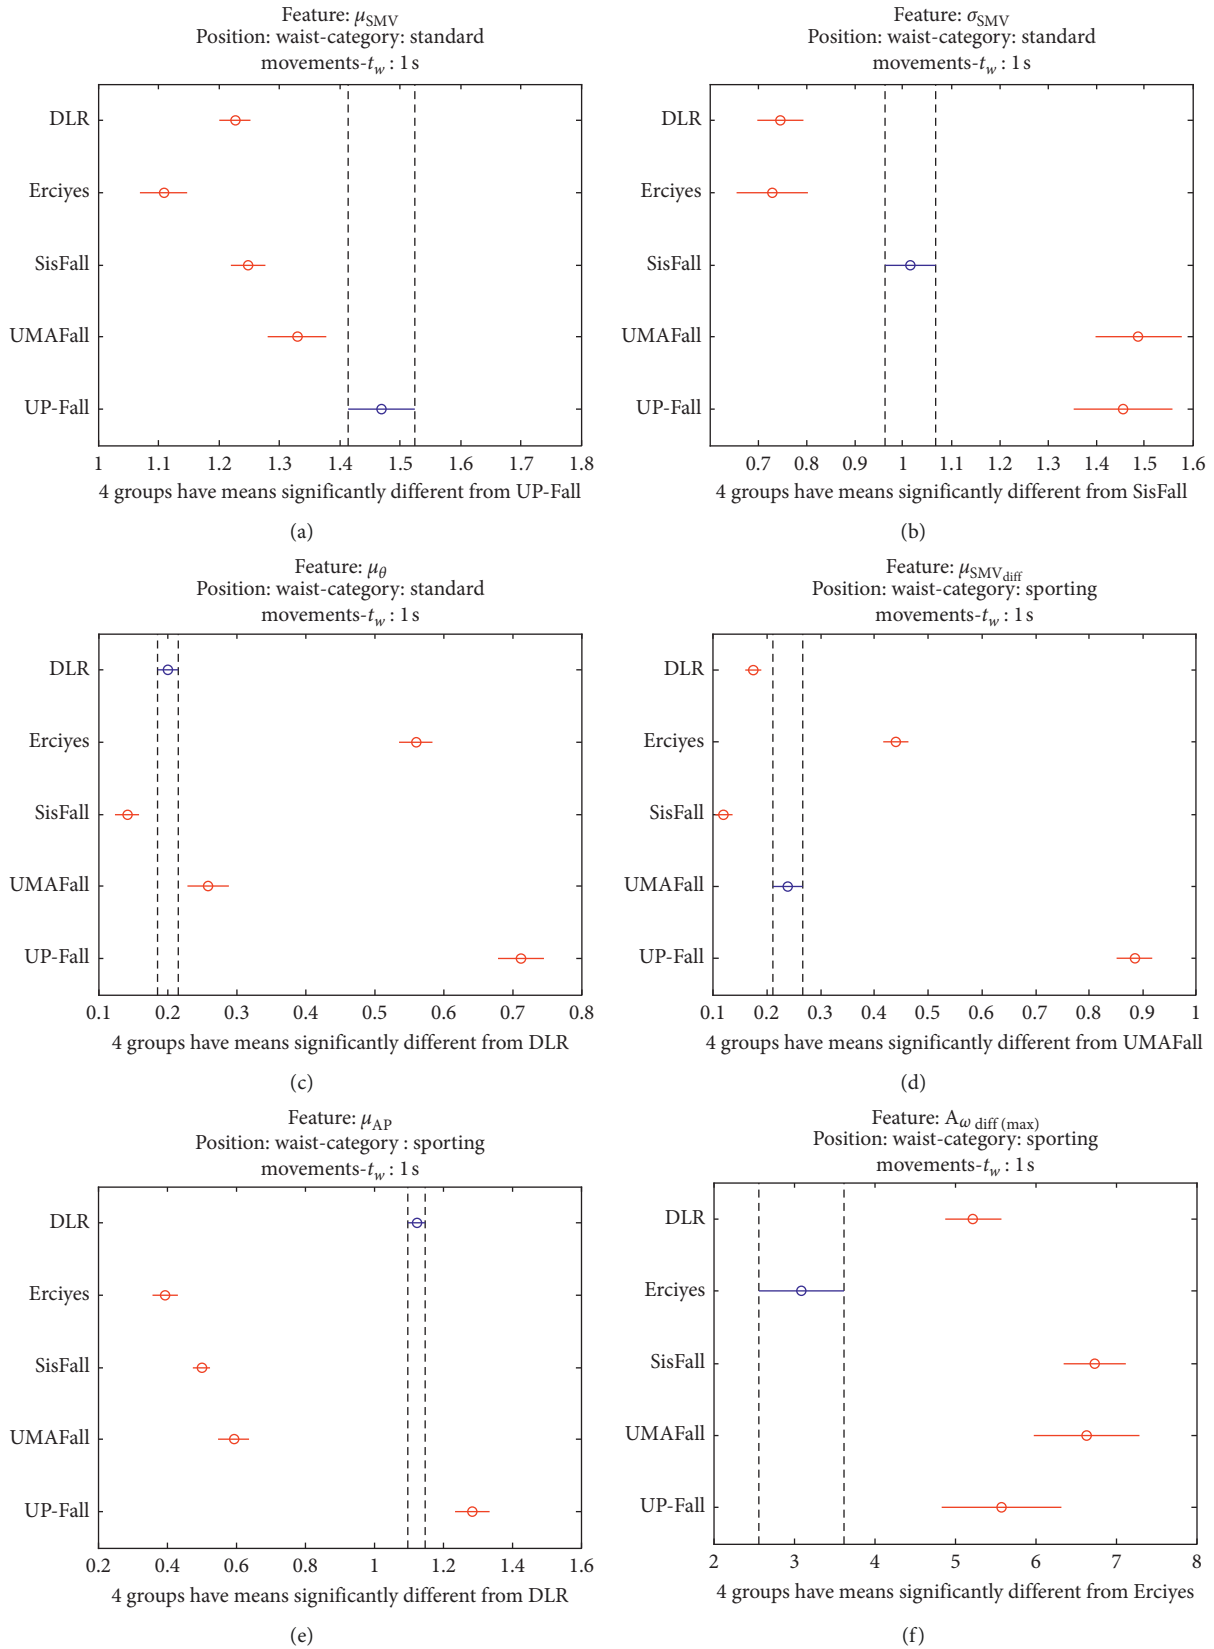 Feature: μSMV
Position: waist-category: standard
movements-tw : 1 s
DLR
Erciyes
SisFall
UMAFall
UP-Fall
1 1.1 1.2 1.3 1.4 1.5 1.6 1.7 1.8
4 groups have means significantly different from UP-Fall
(a)
Feature: σSMV
Position: waist-category: standard
movements-tw : 1 s
DLR
Erciyes
SisFall
UMAFall
UP-Fall
0.7 0.8 0.9 1 1.1 1.2 1.3 1.4 1.5 1.6
4 groups have means significantly different from SisFall
(b)
Feature: μθ
Position: waist-category: standard
movements-tw : 1 s
DLR
Erciyes
SisFall
UMAFall
UP-Fall
0.1 0.2 0.3 0.4 0.5 0.6 0.7 0.8
4 groups have means significantly different from DLR
(c)
Feature: μSMVdiff
Position: waist-category: sporting
movements-tw : 1 s
DLR
Erciyes
SisFall
UMAFall
UP-Fall
0.1 0.2 0.3 0.4 0.5 0.6 0.7 0.8 0.9 1
4 groups have means significantly different from UMAFall
(d)
Feature: μAP
Position: waist-category : sporting
movements-tw : 1 s
DLR
Erciyes
SisFall
UMAFall
UP-Fall
0.2 0.4 0.6 0.8 1 1.2 1.4 1.6
4 groups have means significantly different from DLR
(e)
Feature: Aω diff (max)
Position: waist-category: sporting
movements-tw : 1 s
DLR
Erciyes
SisFall
UMAFall
UP-Fall
2 3 4 5 6 7 8
4 groups have means significantly different from Erciyes
(f)